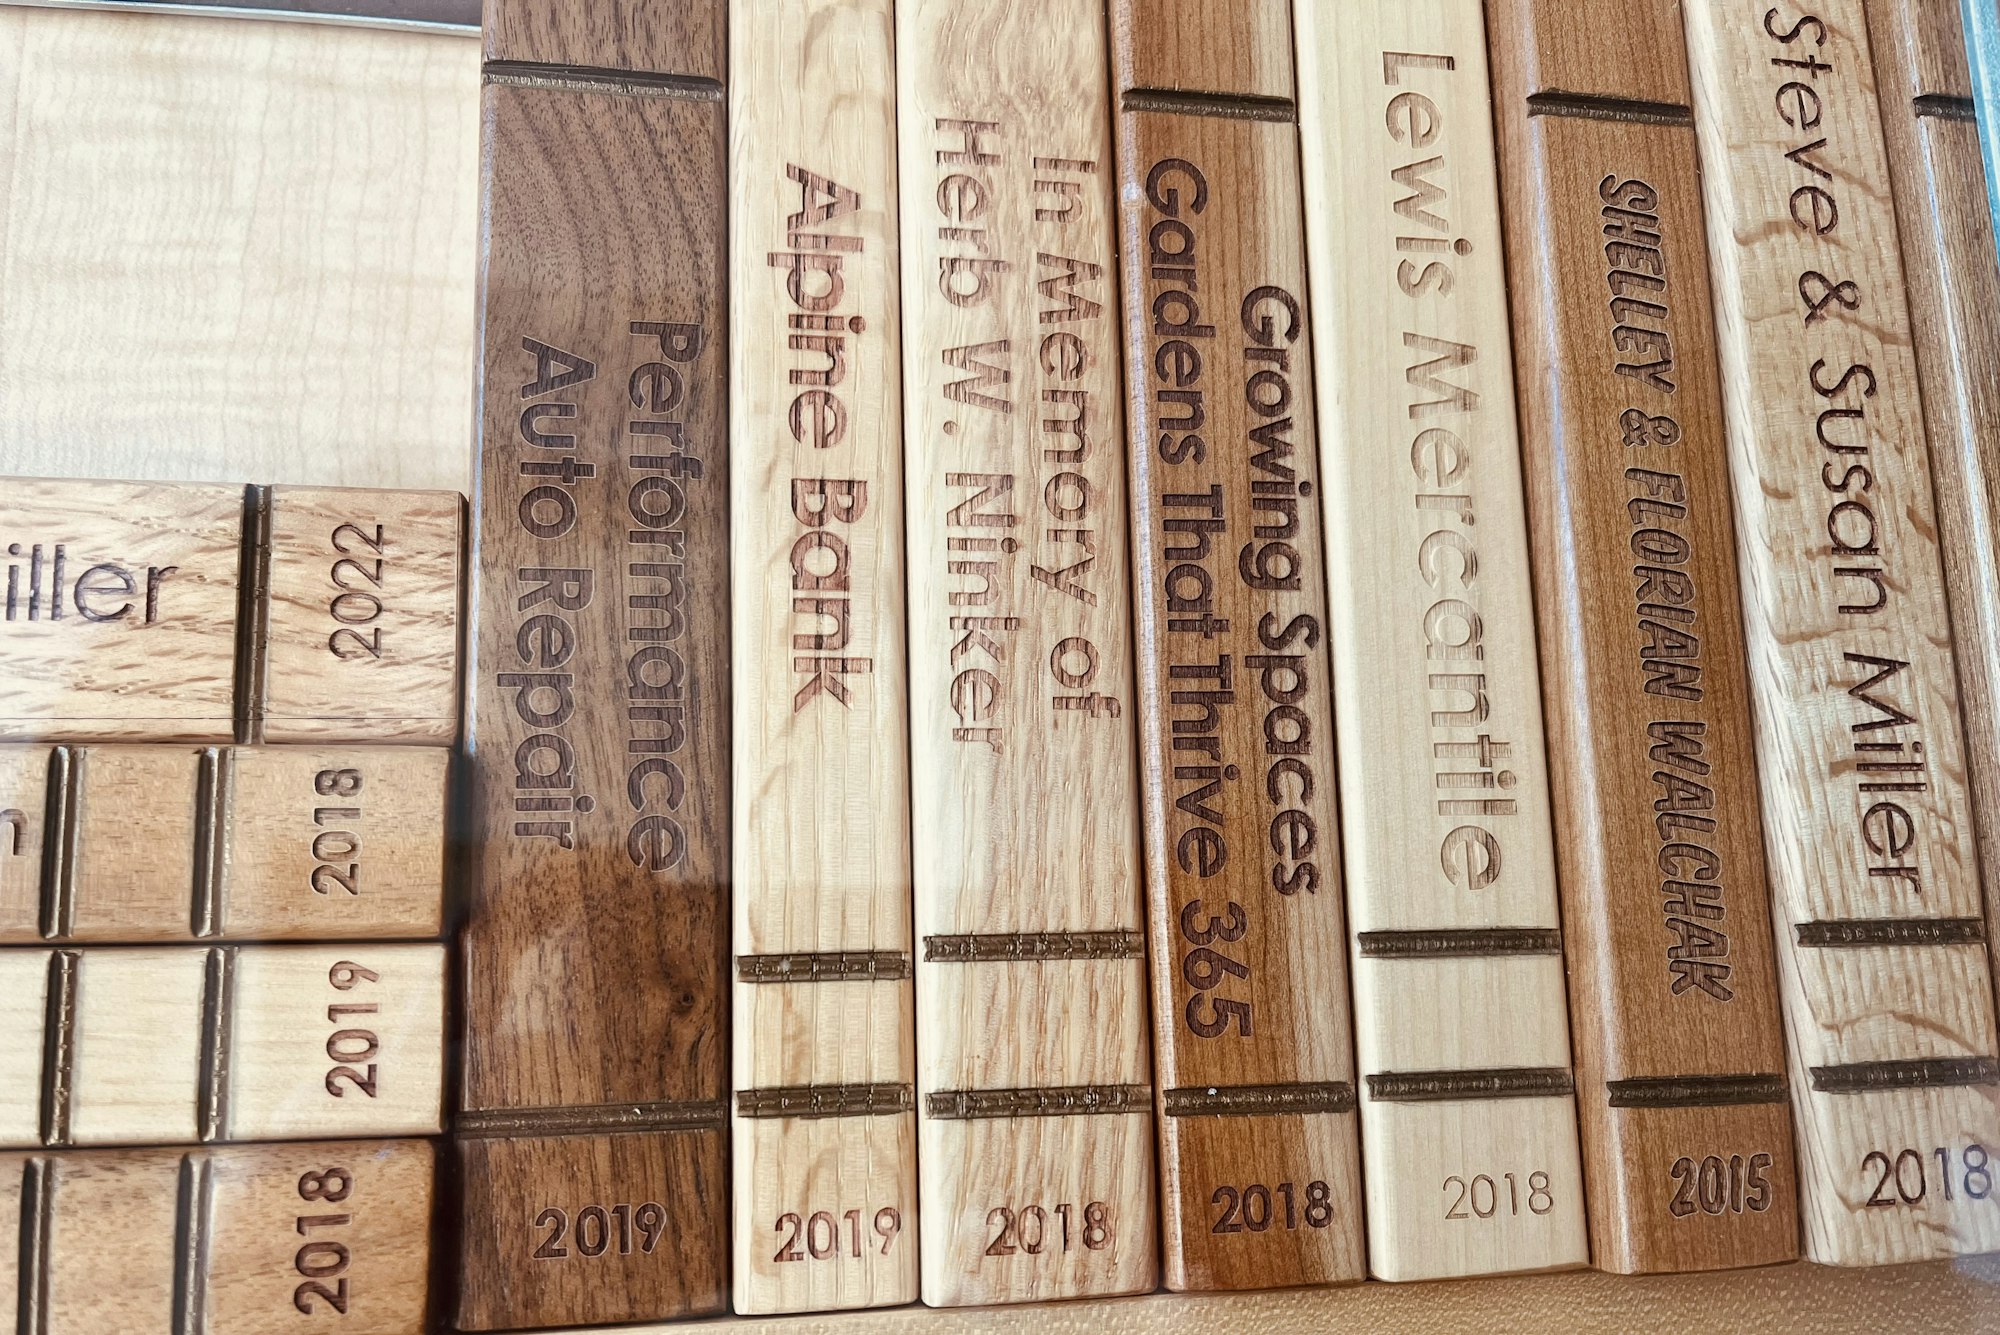 iller
2022
2018
2019
2018
Performance
Auto Repair
2019
Alpine Bank
2019
In Memory of
Herb W. Ninker
2018
Growing Spaces
Gardens That Thrive 365
2018
Lewis Mercantile
2018
SHELLEY & FLORIAN WALCHAK
2015
Steve & Susan Miller
2018